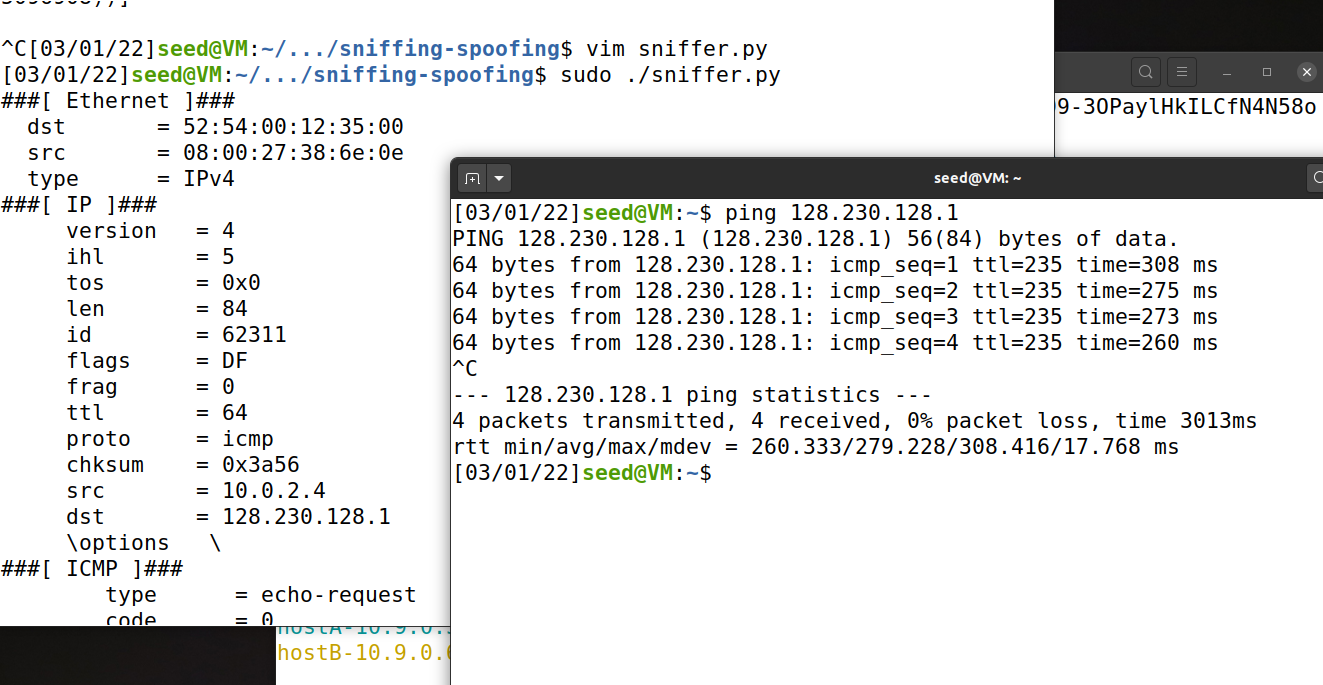 ^C[03/01/22]seed@VM:~/.../sniffing-spoofing$ vim sniffer.py
[03/01/22]seed@VM:~/.../sniffing-spoofing$ sudo ./sniffer.py
###[ Ethernet ]###
  dst       = 52:54:00:12:35:00
  src       = 08:00:27:38:6e:0e
  type      = IPv4
###[ IP ]###
     version   = 4
     ihl       = 5
     tos       = 0x0
     len       = 84
     id        = 62311
     flags     = DF
     frag      = 0
     ttl       = 64
     proto     = icmp
     chksum    = 0x3a56
     src       = 10.0.2.4
     dst       = 128.230.128.1
     \options   \
###[ ICMP ]###
        type      = echo-request
        code      = 0
9-3OPaylHkILCfN4N58o
seed@VM: ~
[03/01/22]seed@VM:~$ ping 128.230.128.1
PING 128.230.128.1 (128.230.128.1) 56(84) bytes of data.
64 bytes from 128.230.128.1: icmp_seq=1 ttl=235 time=308 ms
64 bytes from 128.230.128.1: icmp_seq=2 ttl=235 time=275 ms
64 bytes from 128.230.128.1: icmp_seq=3 ttl=235 time=273 ms
64 bytes from 128.230.128.1: icmp_seq=4 ttl=235 time=260 ms
^C
--- 128.230.128.1 ping statistics ---
4 packets transmitted, 4 received, 0% packet loss, time 3013ms
rtt min/avg/max/mdev = 260.333/279.228/308.416/17.768 ms
[03/01/22]seed@VM:~$
hostA-10.9.0.
hostB-10.9.0.